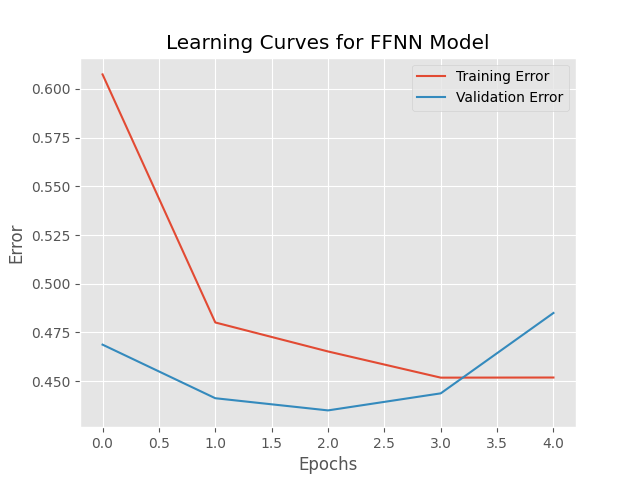 Learning Curves for FFNN Model
Training Error
Validation Error
0.600
0.575
0.550
0.525
0.500
0.475
0.450
Error
0.0 0.5 1.0 1.5 2.0 2.5 3.0 3.5 4.0
Epochs